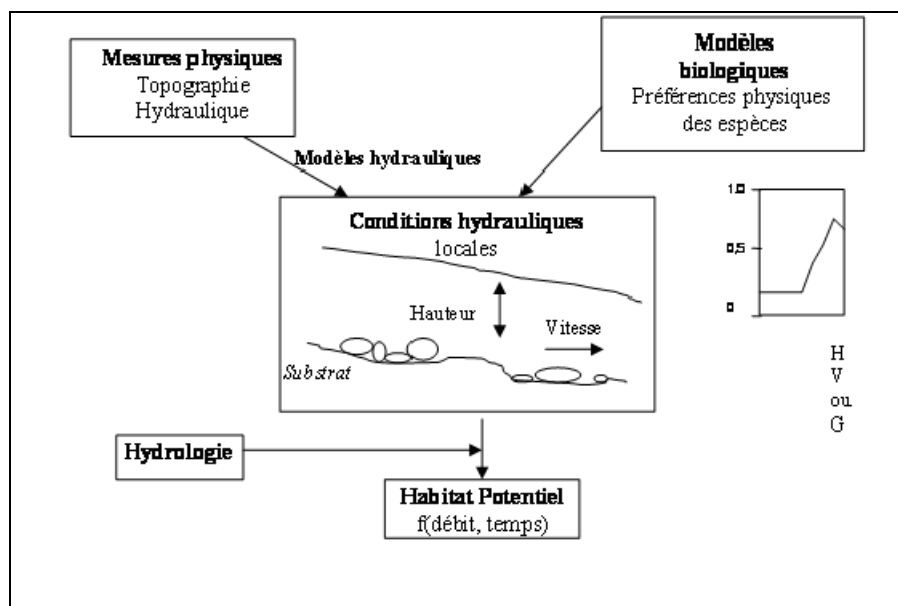 Mesures physiques
Topographie
Hydraulique
Modèles
biologiques
Préférences physiques
des espèces
Modèles hydrauliques
Conditions hydrauliques
locales
Hauteur
Vitesse
Substrat
1.0
0,5
0
H
V
ou
G
Hydrologie
Habitat Potentiel
f(débit, temps)